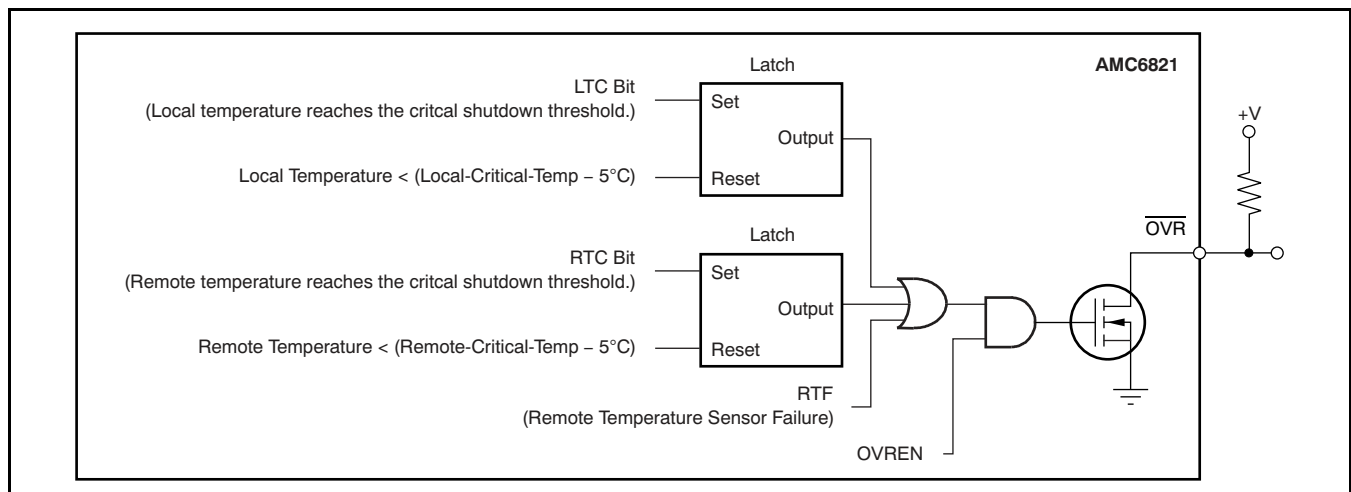 AMC6821
Latch
LTC Bit
(Local temperature reaches the critcal shutdown threshold.)
Set
Output
Local Temperature < (Local-Critical-Temp – 5°C)
Reset
+V
OVR
Latch
RTC Bit
(Remote temperature reaches the critcal shutdown threshold.)
Set
Output
Remote Temperature < (Remote-Critical-Temp – 5°C)
Reset
RTF
(Remote Temperature Sensor Failure)
OVREN